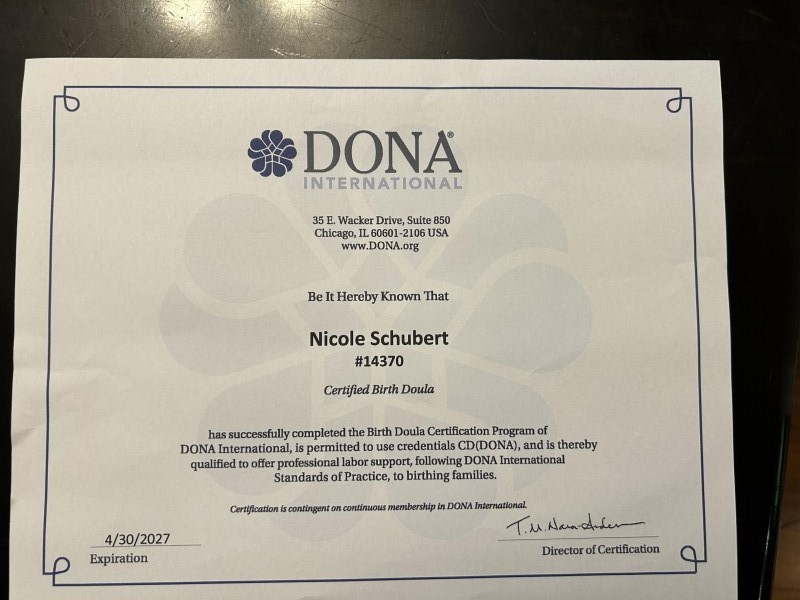 DONA®
INTERNATIONAL
35 E. Wacker Drive, Suite 850
Chicago, IL 60601-2106 USA
www.DONA.org
Be It Hereby Known That
Nicole Schubert
#14370
Certified Birth Doula
has successfully completed the Birth Doula Certification Program of
DONA International, is permitted to use credentials CD(DONA), and is thereby
qualified to offer professional labor support, following DONA International
Standards of Practice, to birthing families.
Certification is contingent on continuous membership in DONA International.
4/30/2027
Expiration
Director of Certification